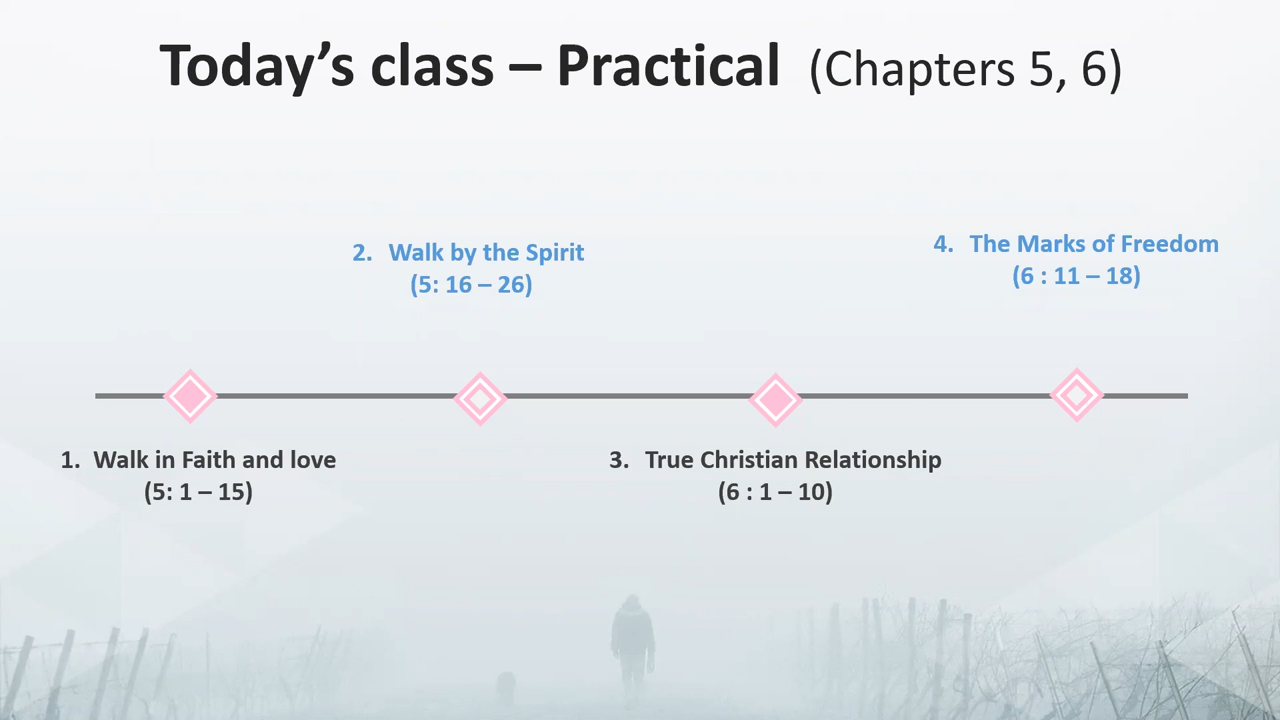 Today’s class – Practical (Chapters 5, 6)
2. Walk by the Spirit
(5: 16 – 26)
4. The Marks of Freedom
(6 : 11 – 18)
1. Walk in Faith and love
(5: 1 – 15)
3. True Christian Relationship
(6 : 1 – 10)